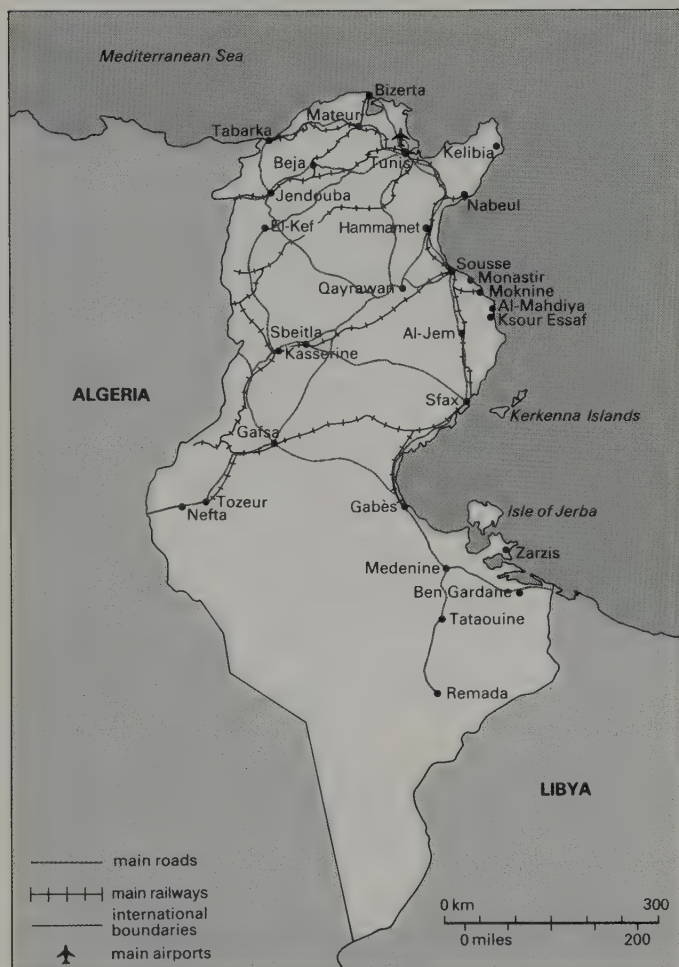 Mediterranean Sea
Bizerta
Mateur
Tabarka
Beja
Tunis
Kelibia
Jendouba
Nabeul
El-Kef
Hammamet
Sousse
Monastir
Qayrawan
Moknine
Al-Mahdiya
Ksour Essaf
Sbeitla
Al-Jem
Kasserine
ALGERIA
Sfax
Kerkenna Islands
Gafsa
Tozeur
Nefta
Gabès
Isle of Jerba
Zarzis
Medenine
Ben Gardane
Tataouine
Remada
LIBYA
main roads
main railways
international
boundaries
main airports
0 km 300
0 miles 200